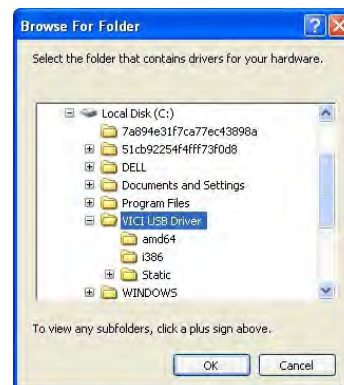 Browse For Folder
Select the folder that contains drivers for your hardware.
Local Disk (C:)
7a894e31f7ca77ec43898a
51cb92254f4fff73f0d8
DELL
Documents and Settings
Program Files
VICI USB Driver
amd64
i386
Static
WINDOWS
To view any subfolders, click a plus sign above.
OK Cancel